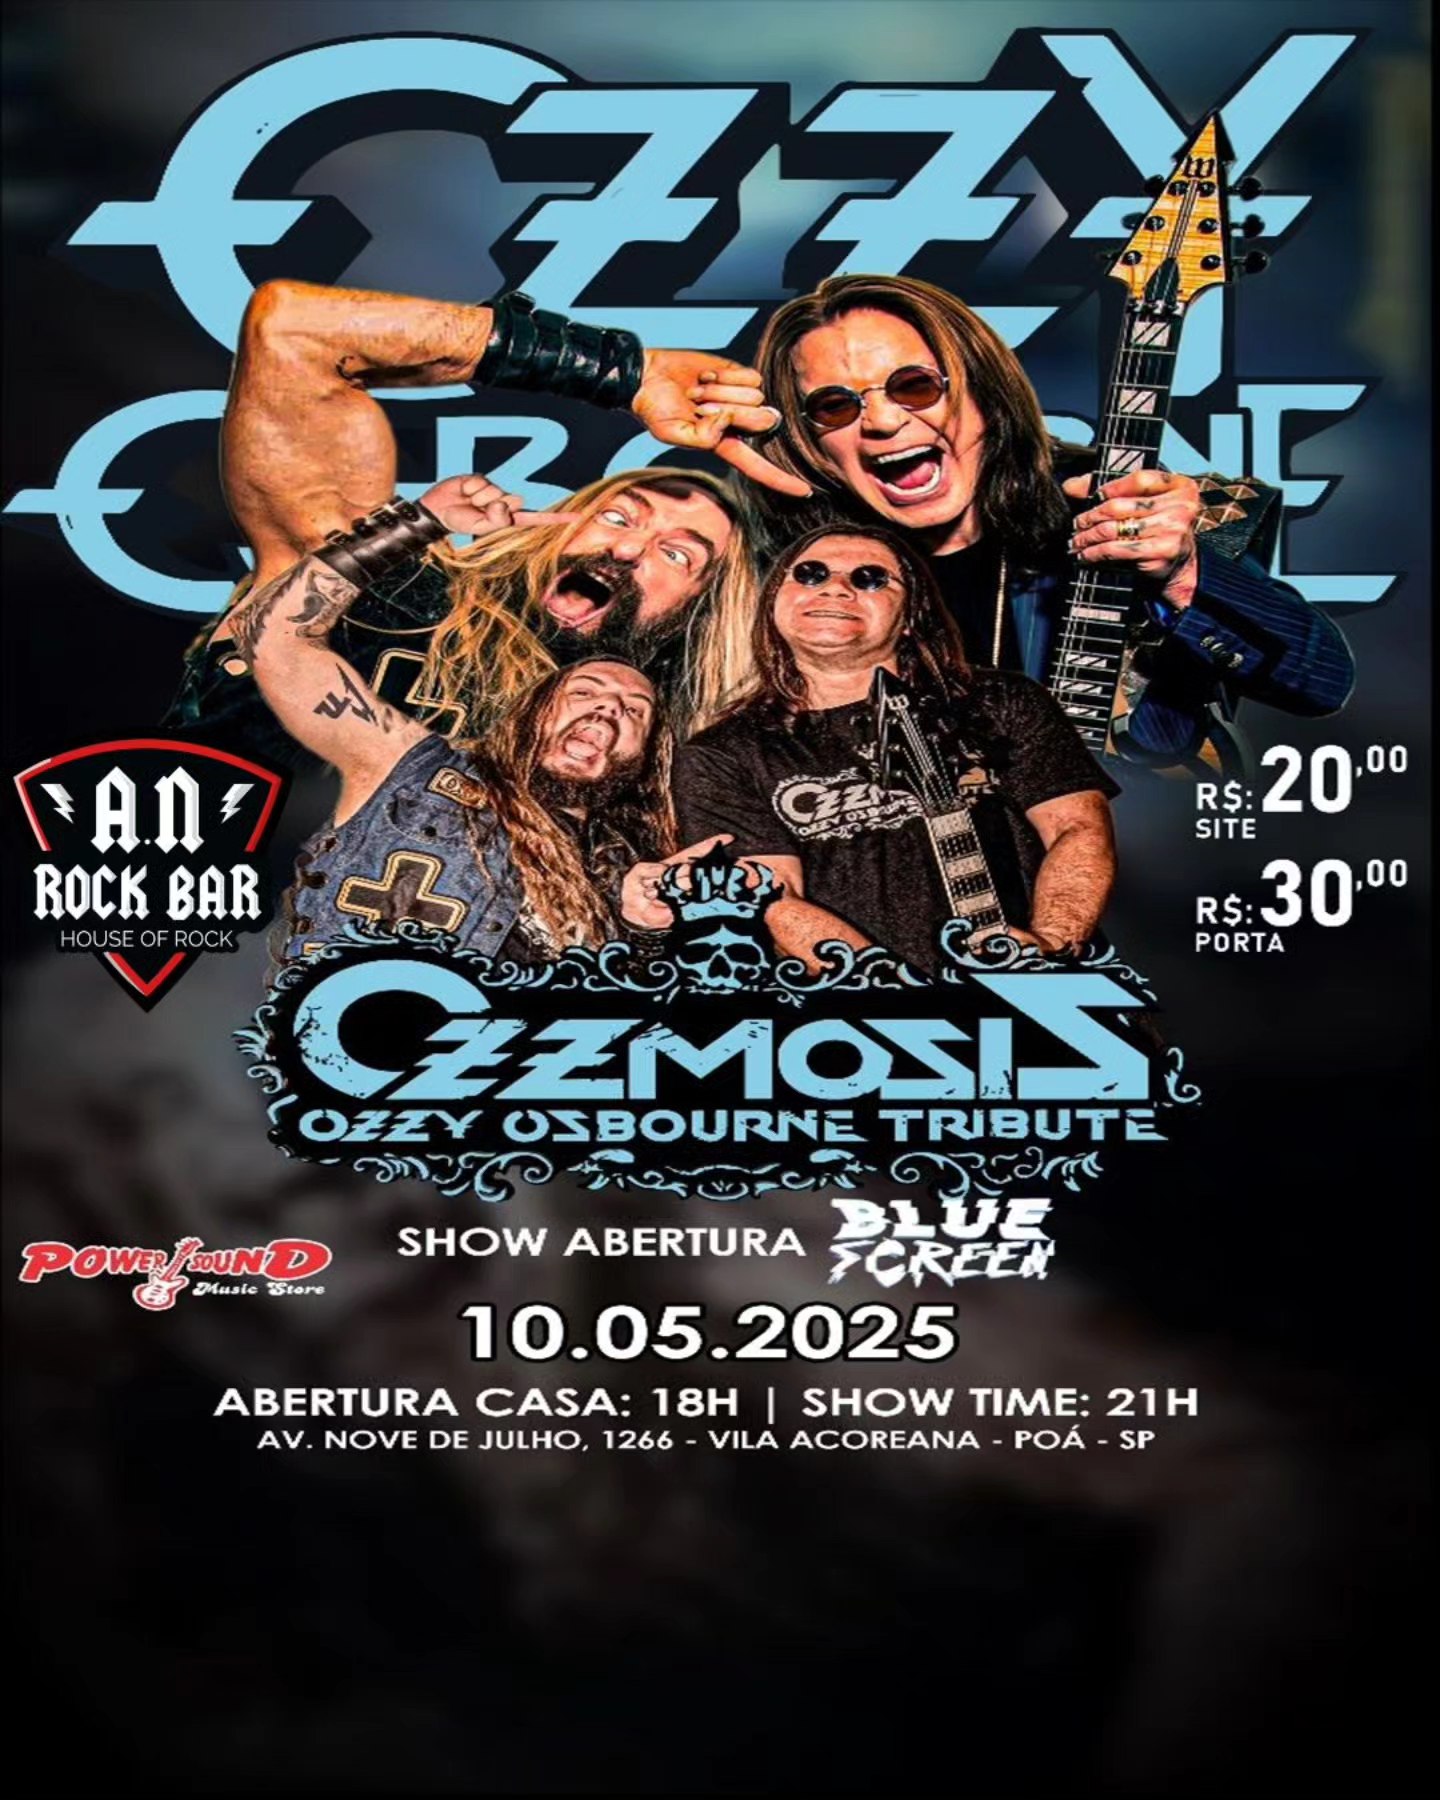 OZZY
OSBOURNE
A.N
ROCK BAR
HOUSE OF ROCK
R$: 20,00
SITE
R$: 30,00
PORTA
OZZMOSIS
OZZY OSBOURNE TRIBUTE
SHOW ABERTURA BLUE SCREEN
POWER SOUND
Music Store
10.05.2025
ABERTURA CASA: 18H | SHOW TIME: 21H
AV. NOVE DE JULHO, 1266 - VILA ACOREANA - POÁ - SP